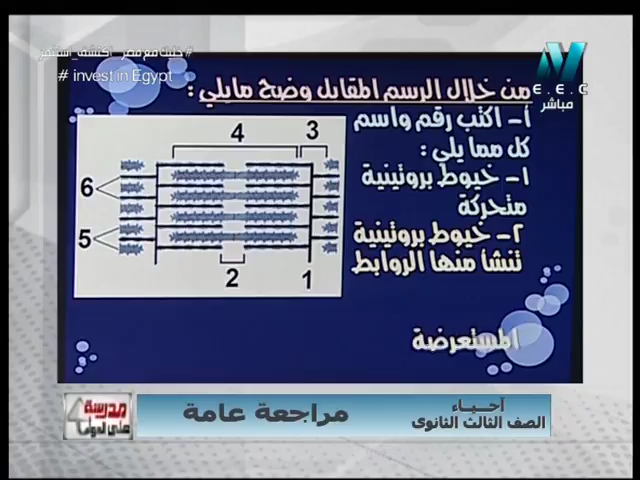 #خليك_مع_مصر_اكتشف_استثمر
# invest in Egypt
E . E . C
مباشر
من خلال الرسم المقابل وضح مايلي :
أ- اكتب رقم واسم
كل مما يلي :
١- خيوط بروتينية
متحركة
٢- خيوط بروتينية
تنشأ منها الروابط
المستعرضة
4
3
6
5
2
1
مدرسة
على الهواء
مراجعة عامة
أحياء
الصف الثالث الثانوى